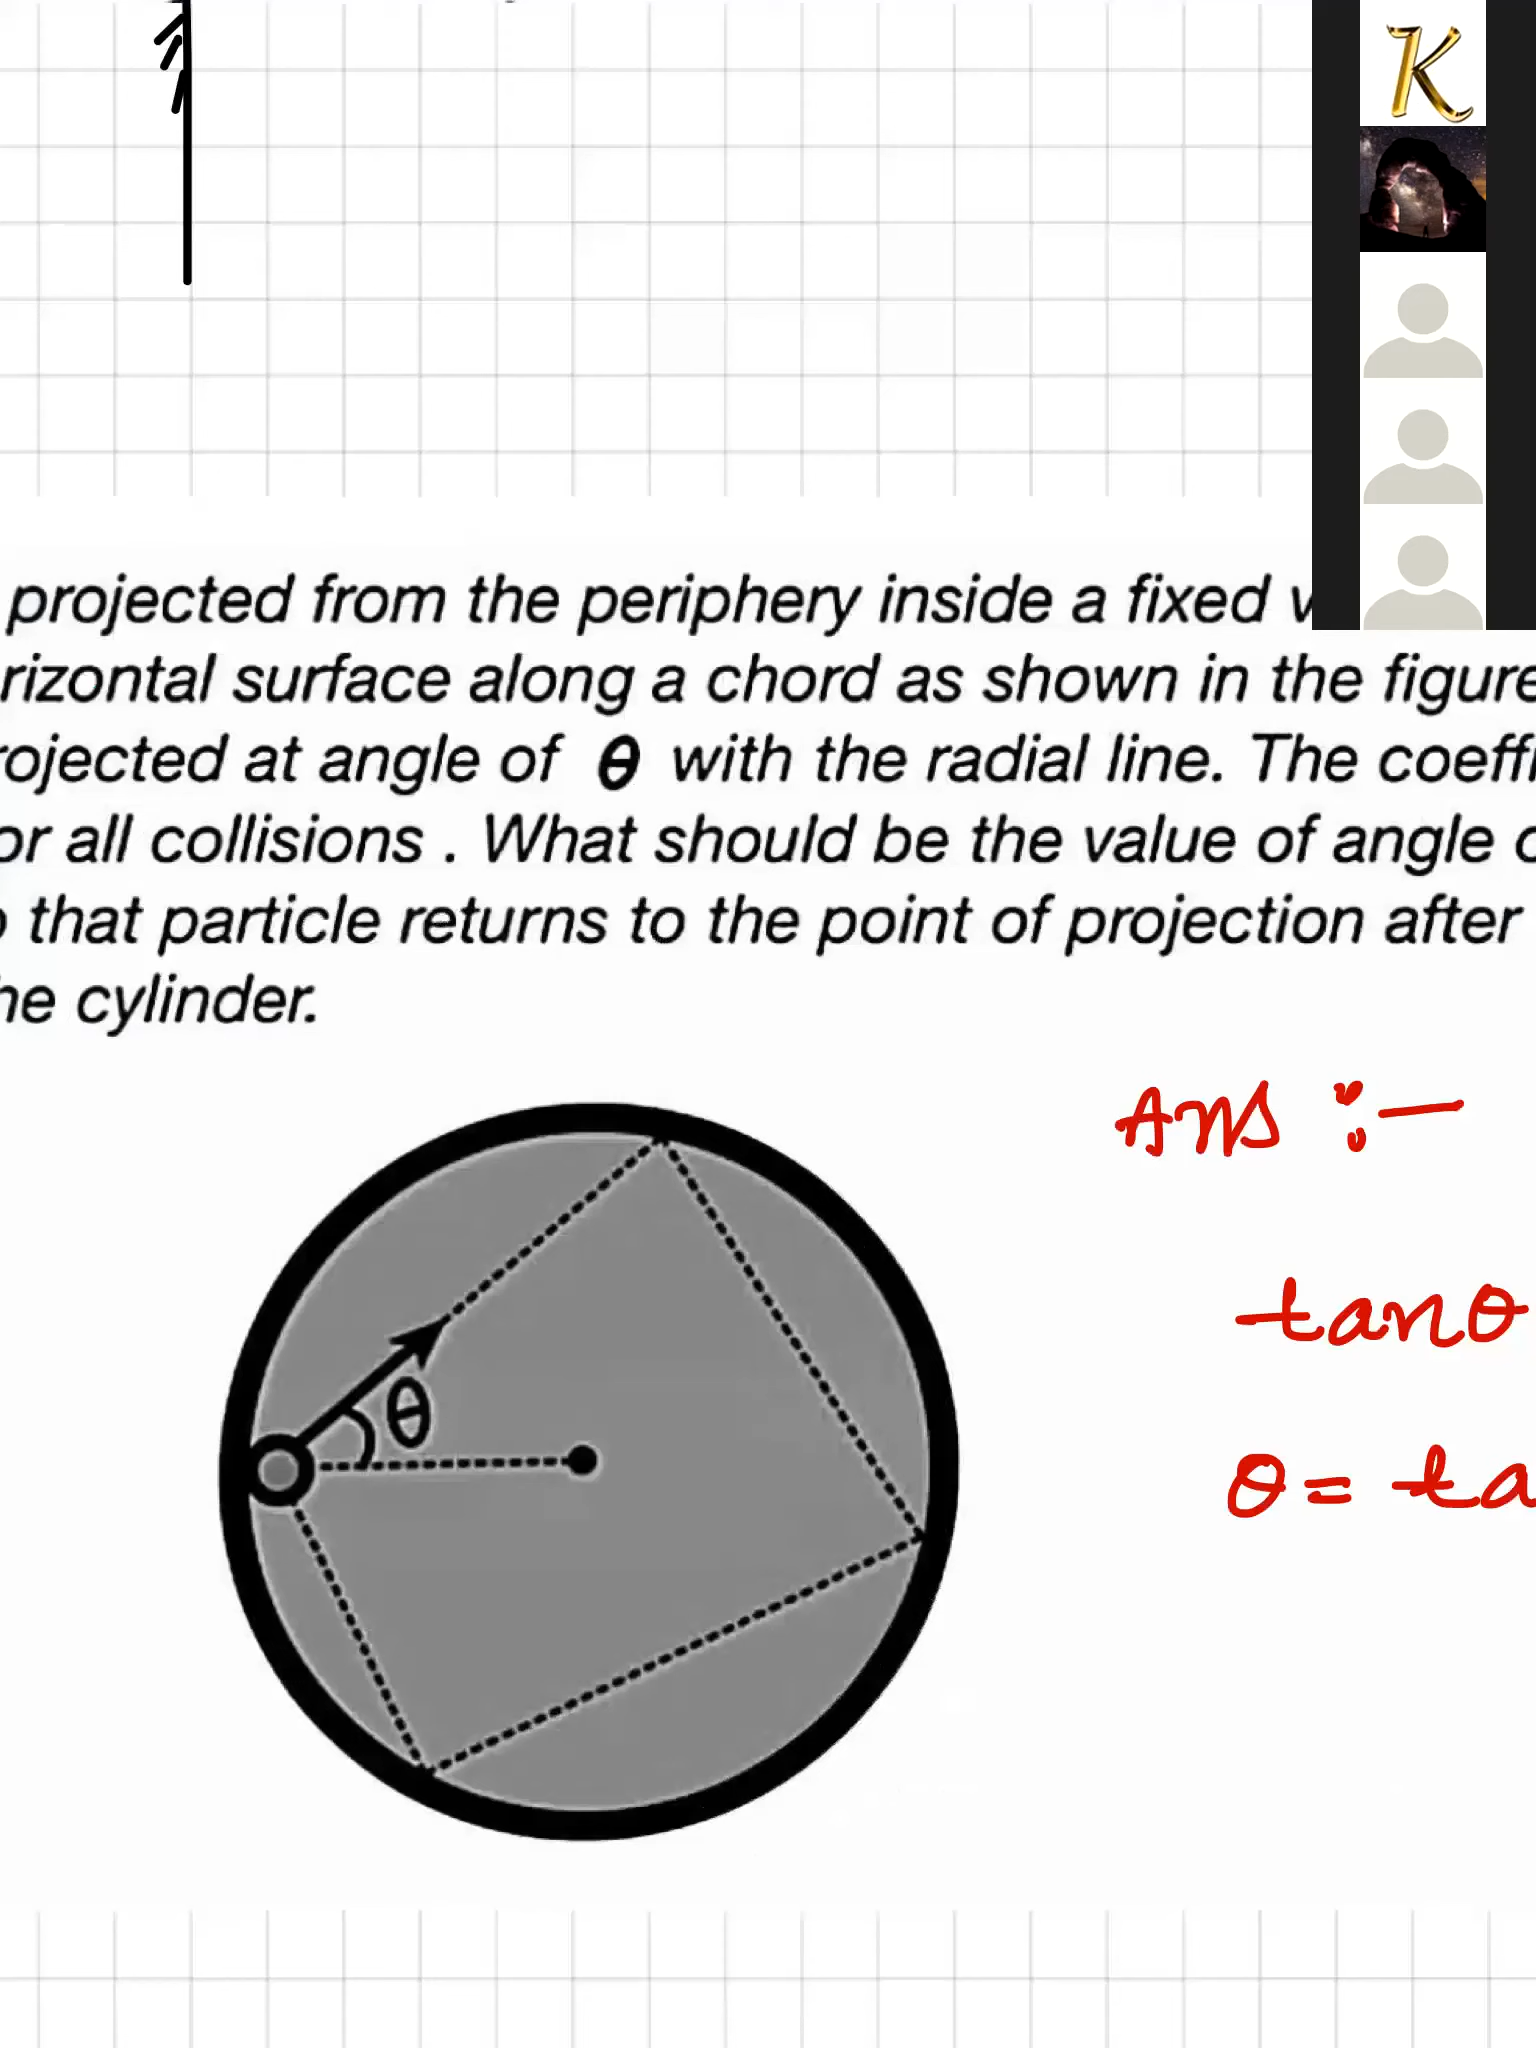 K
projected from the periphery inside a fixed
rizontal surface along a chord as shown in the figure
rojected at angle of θ with the radial line. The coeffi
or all collisions . What should be the value of angle
that particle returns to the point of projection after
he cylinder.
Ans :-
tanθ
θ
θ= ta